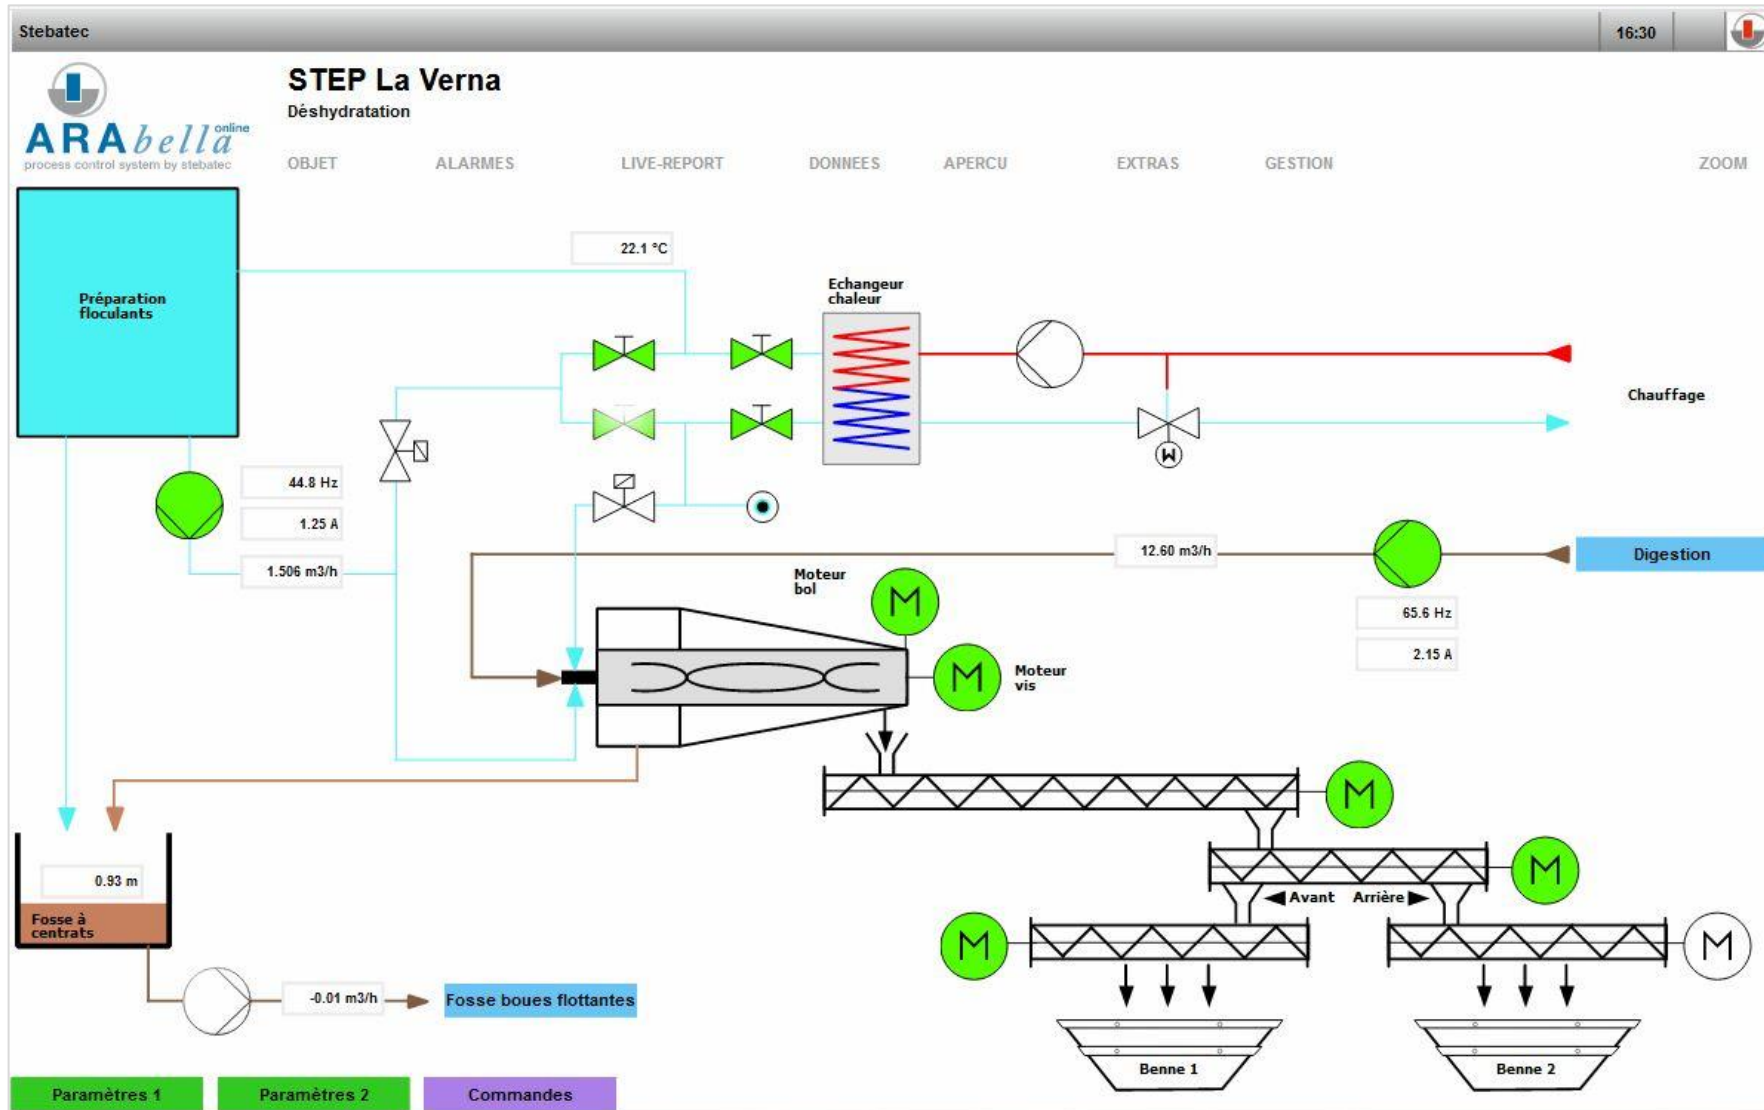 Stebatec
16:30
STEP La Verna
Déshydratation
ARAbella online
process control system by stebatec
OBJET
ALARMES
LIVE-REPORT
DONNEES
APERCU
EXTRAS
GESTION
ZOOM
22.1 °C
Préparation
floculants
Echangeur
chaleur
Chauffage
W
44.8 Hz
1.25 A
1.506 m3/h
12.60 m3/h
Digestion
65.6 Hz
2.15 A
Moteur
bol
M
M
Moteur
vis
M
M
Avant
Arrière
M
M
0.93 m
Fosse à
centrats
-0.01 m3/h
Fosse boues flottantes
Benne 1
Benne 2
Paramètres 1
Paramètres 2
Commandes